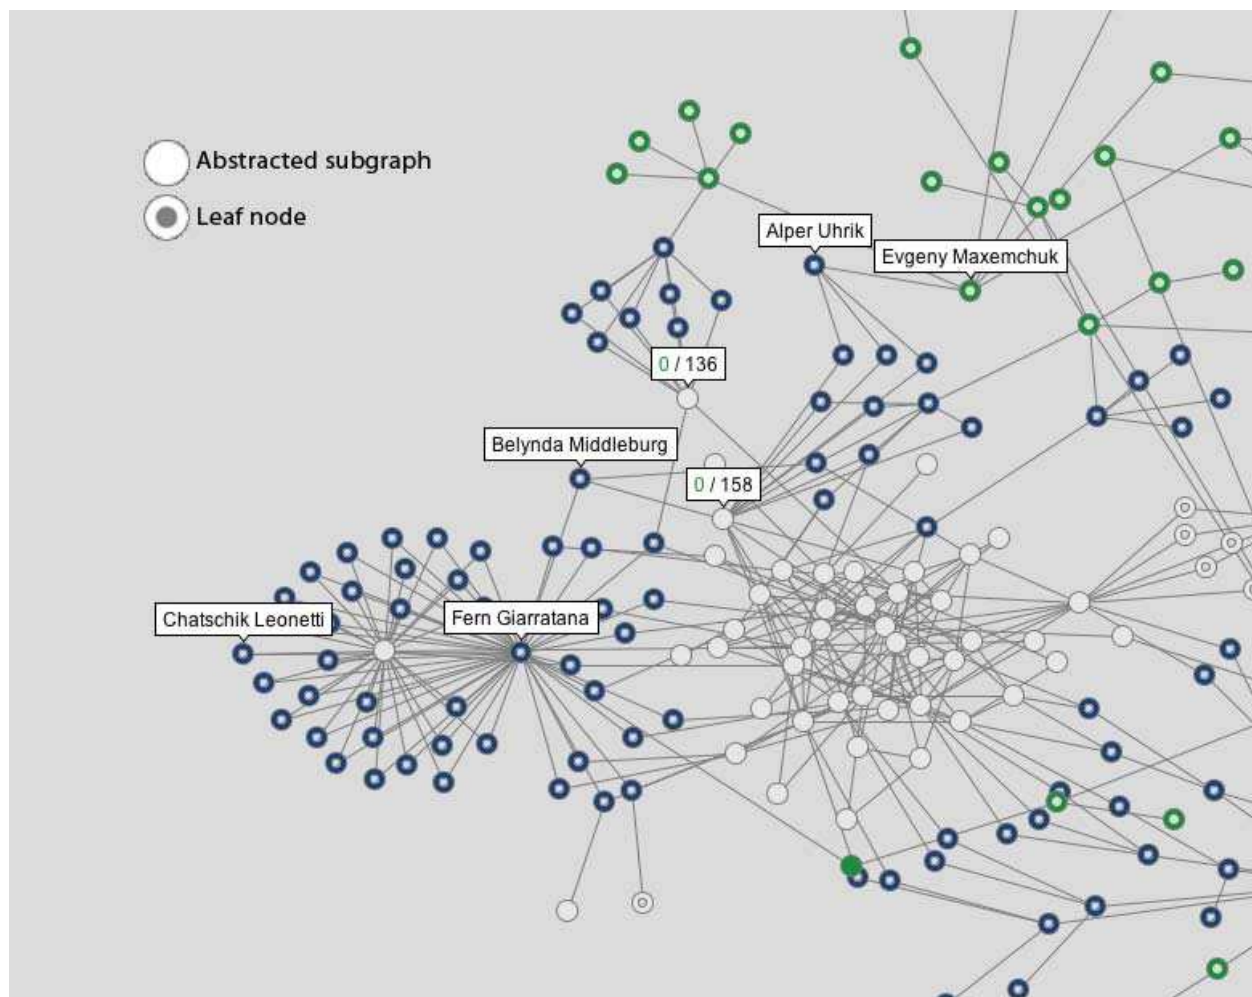 Abstracted subgraph
Leaf node
Alper Uhrik
Evgeny Maxemchuk
0 / 136
Belynda Middleburg
0 / 158
Chatschik Leonetti
Fern Giarratana